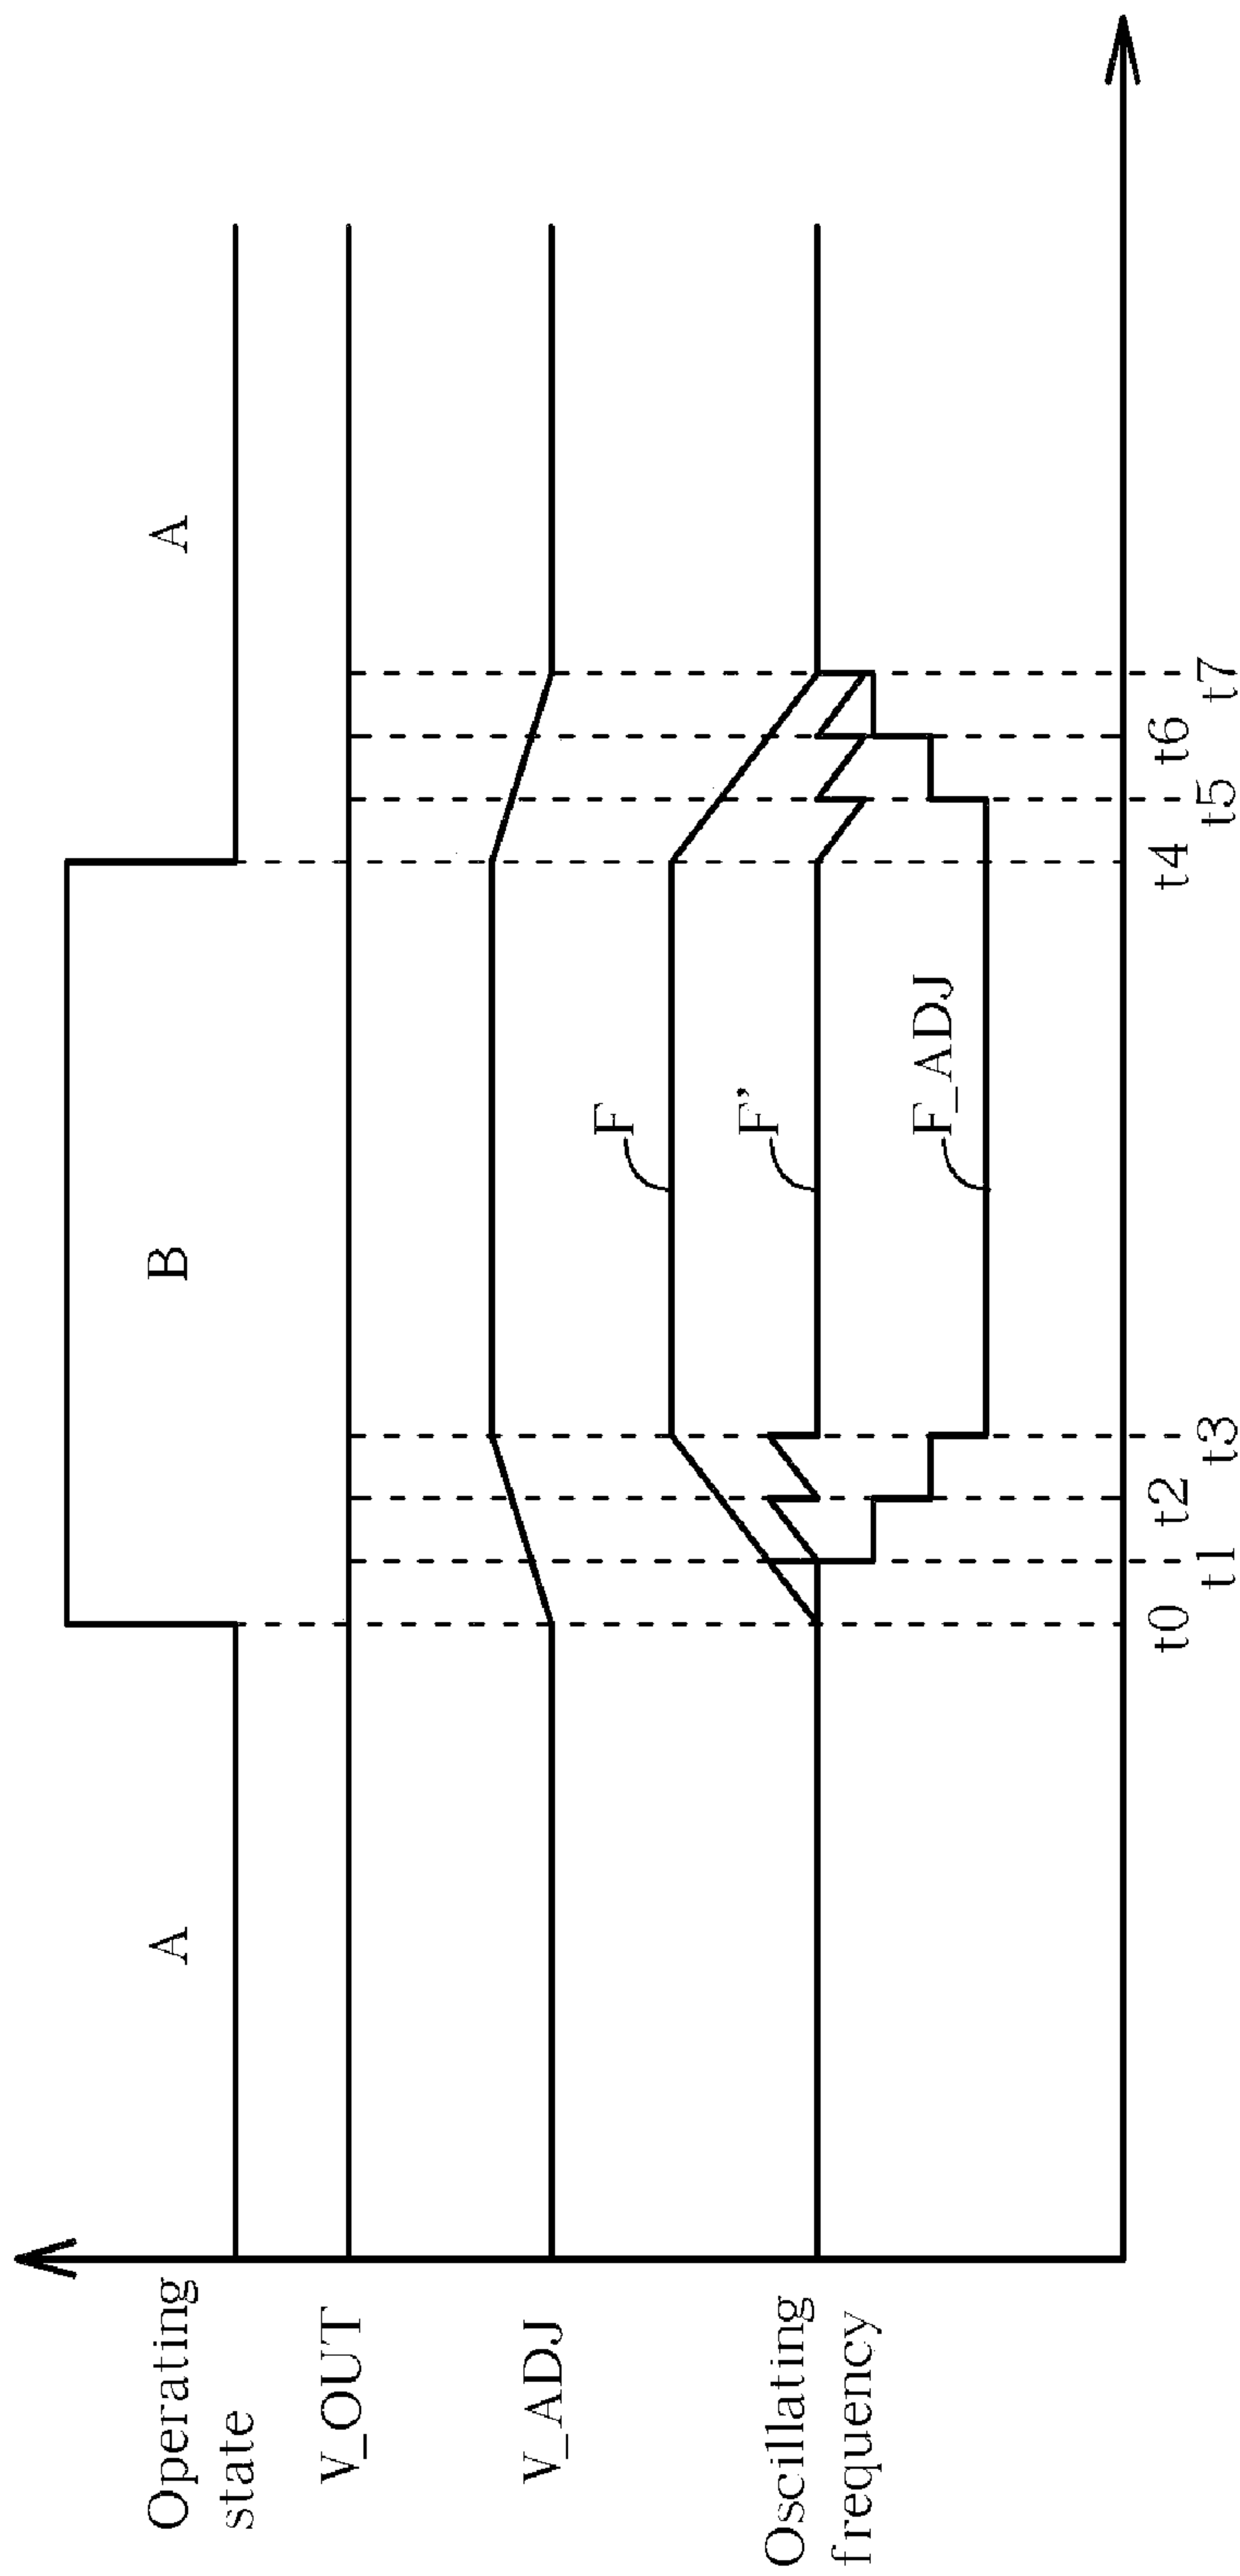 Operating
state
A
B
A
V_OUT
V_ADJ
F
Oscillating
frequency
F'
F_ADJ
t0
t1
t2
t3
t4
t5
t6
t7